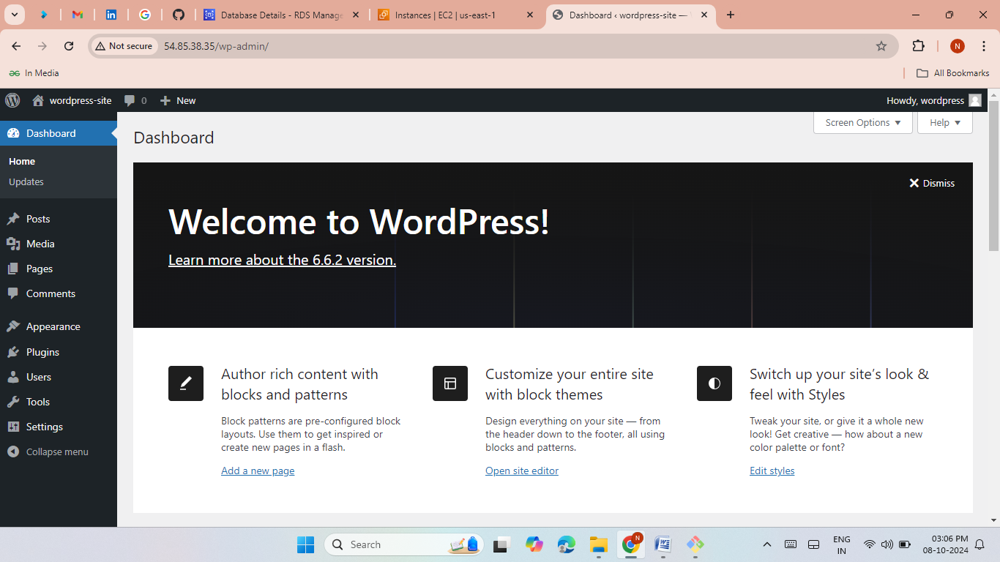 Database Details - RDS Manage
Instances | EC2 | us-east-1
Dashboard ‹ wordpress-site —
Not secure
54.85.38.35/wp-admin/
N
In Media
All Bookmarks
wordpress-site
0
New
Howdy, wordpress
Dashboard
Home
Updates
Posts
Media
Pages
Comments
Appearance
Plugins
Users
Tools
Settings
Collapse menu
Screen Options
Help
Dashboard
Dismiss
Welcome to WordPress!
Learn more about the 6.6.2 version.
Author rich content with
blocks and patterns
Block patterns are pre-configured block
layouts. Use them to get inspired or
create new pages in a flash.
Add a new page
Customize your entire site
with block themes
Design everything on your site — from
the header down to the footer, all using
blocks and patterns.
Open site editor
Switch up your site’s look &
feel with Styles
Tweak your site, or give it a whole new
look! Get creative — how about a new
color palette or font?
Edit styles
Search
N
ENG
IN
03:06 PM
08-10-2024